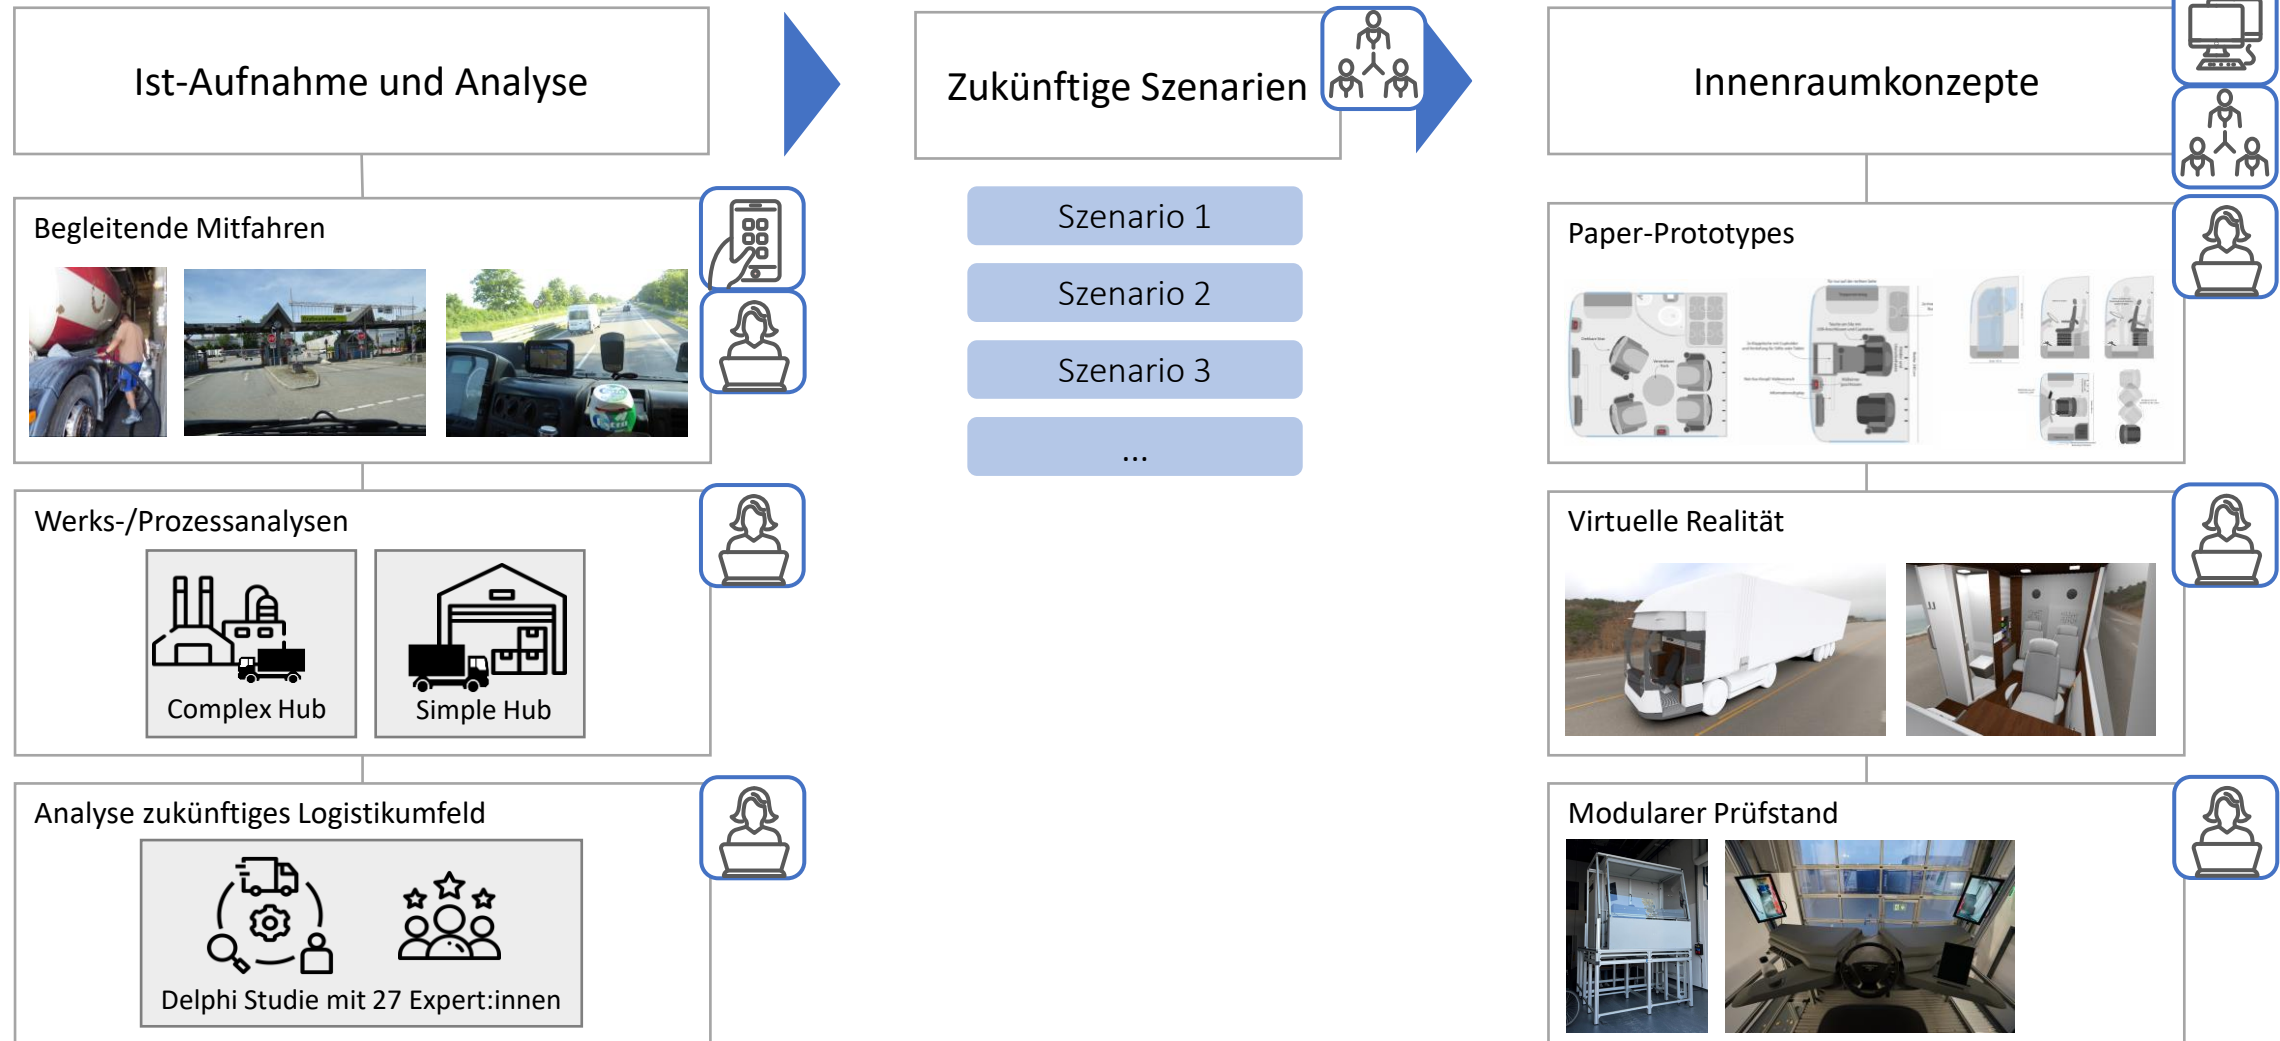 Ist-Aufnahme und Analyse
Begleitende Mitfahren
Werks-/Prozessanalysen
Complex Hub
Simple Hub
Analyse zukünftiges Logistikumfeld
Delphi Studie mit 27 Expert:innen
Zukünftige Szenarien
Szenario 1
Szenario 2
Szenario 3
...
Innenraumkonzepte
Paper-Prototypes
Virtuelle Realität
Modularer Prüfstand